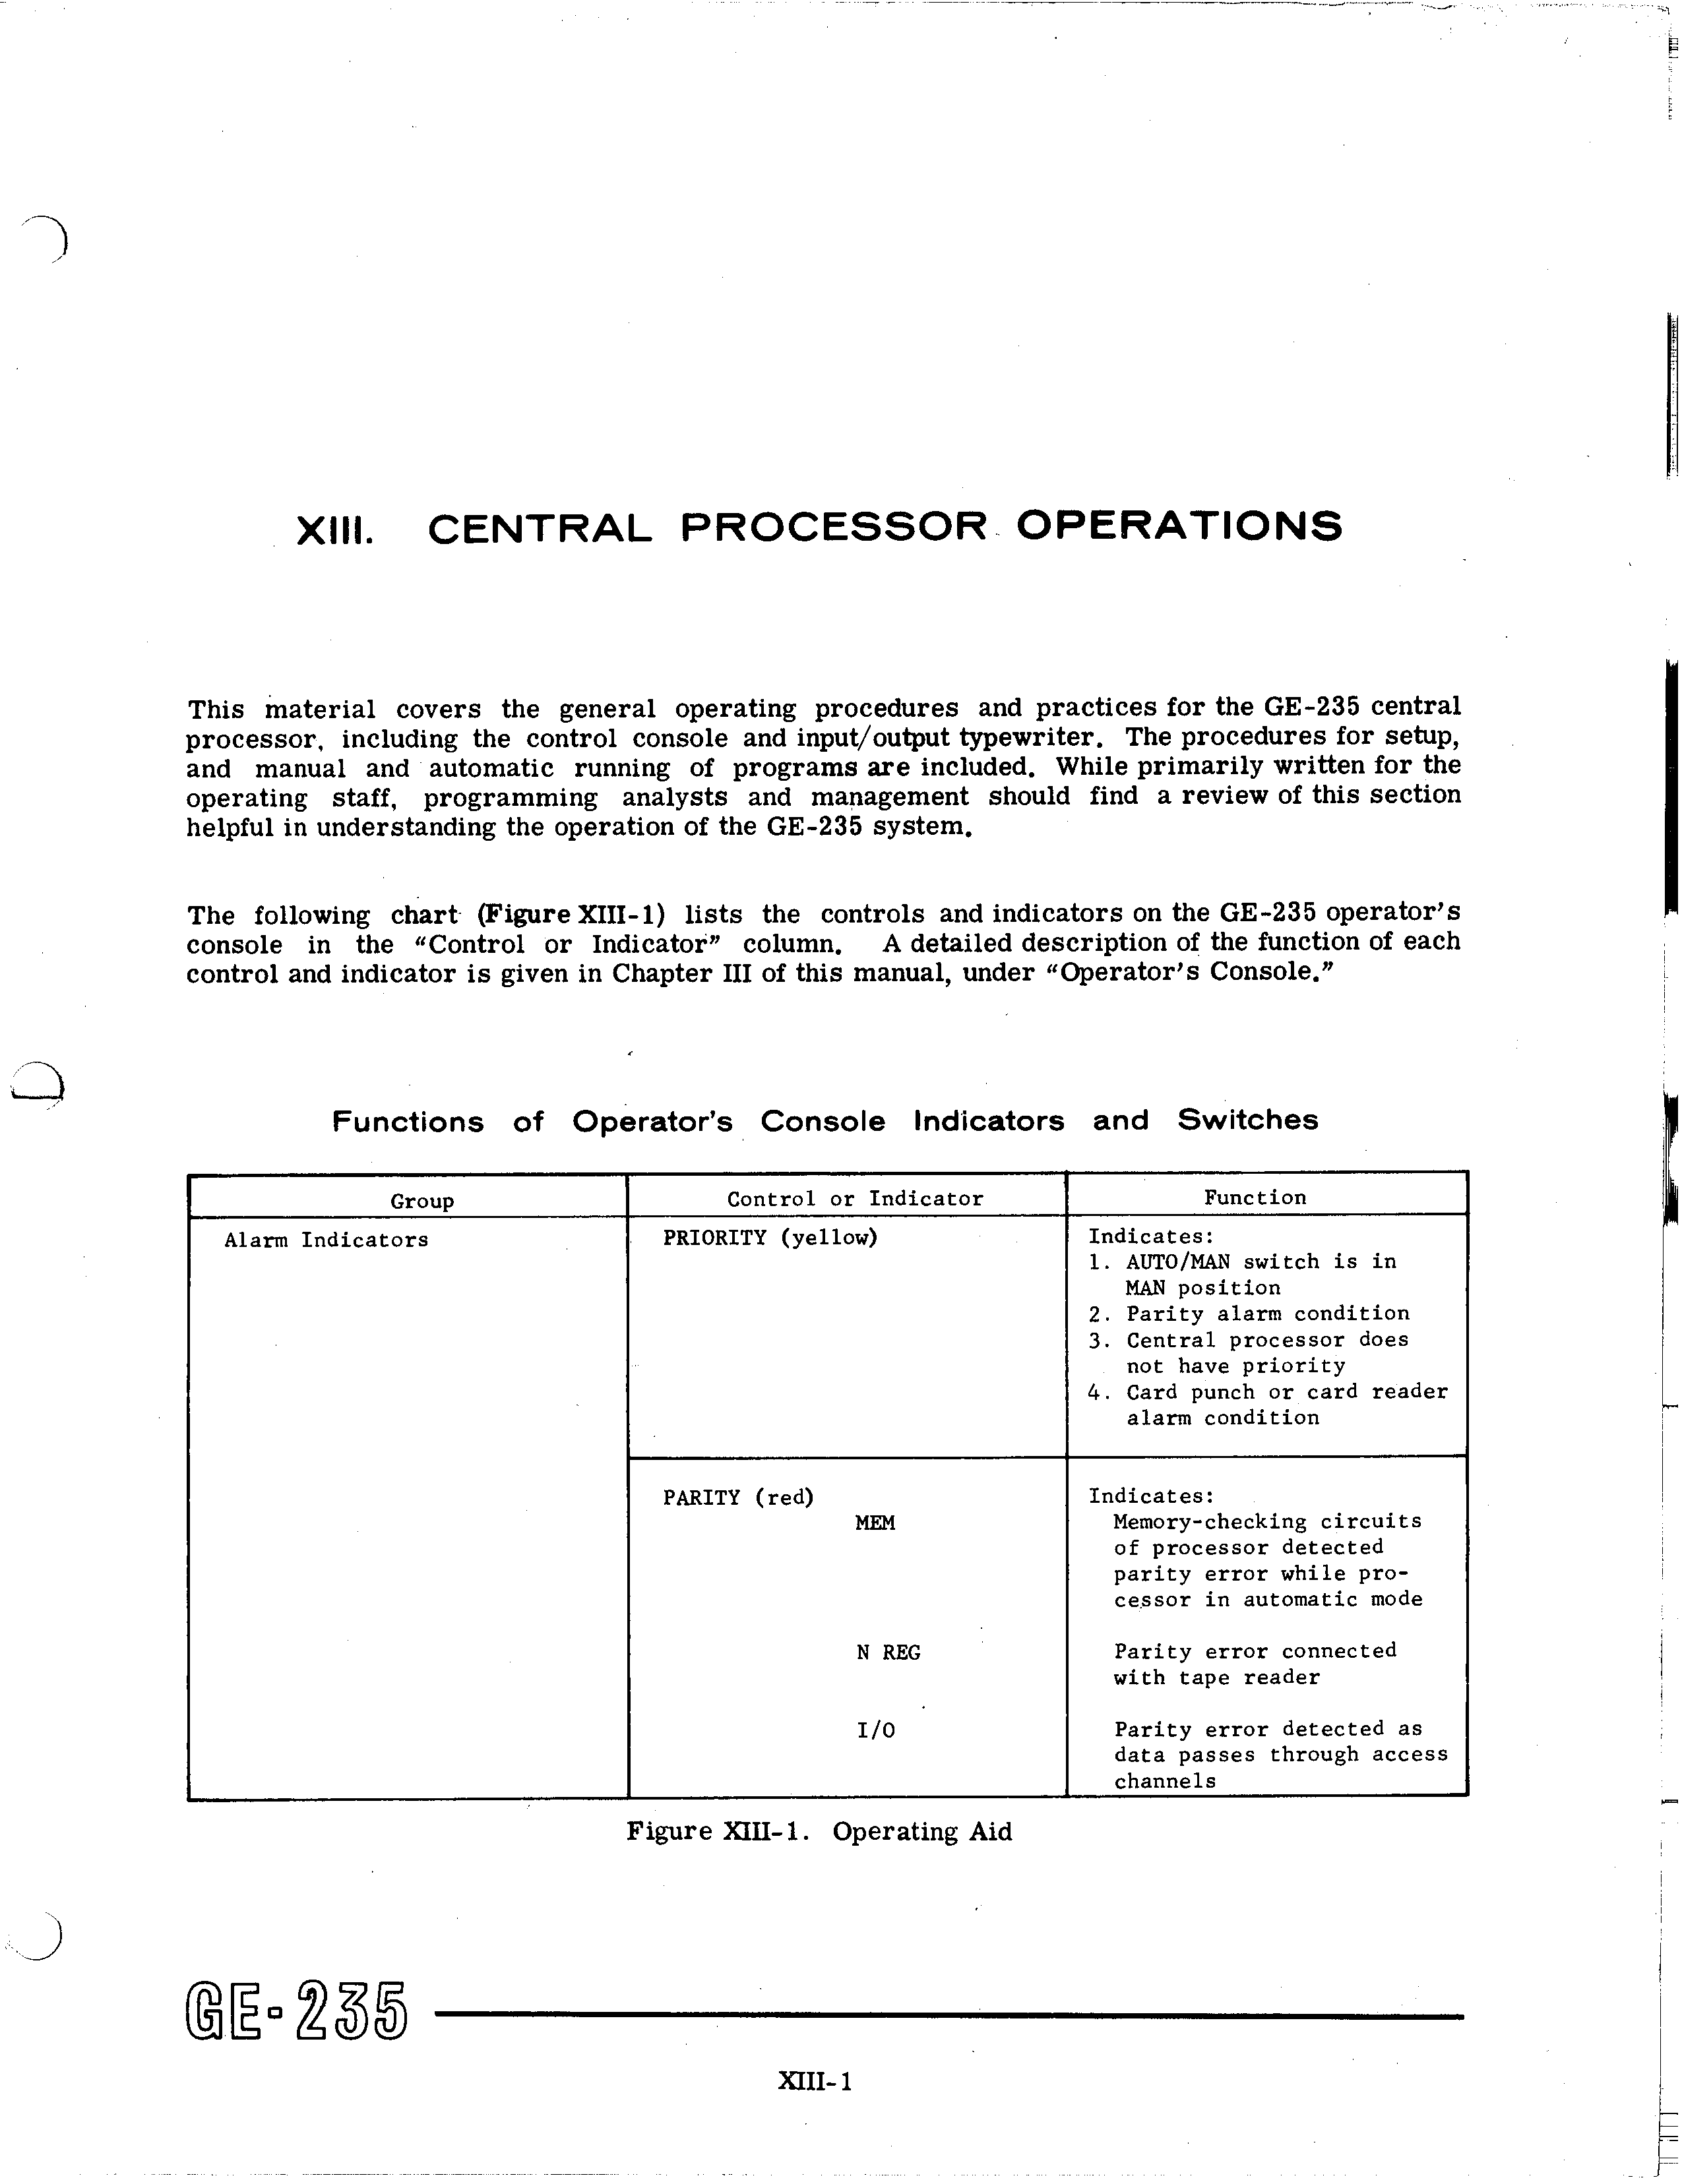 XIII. CENTRAL PROCESSOR OPERATIONS
This material covers the general operating procedures and practices for the GE-235 central
processor, including the control console and input/output typewriter. The procedures for setup,
and manual and automatic running of programs are included. While primarily written for the
operating staff, programming analysts and management should find a review of this section
helpful in understanding the operation of the GE-235 system.
The following chart (Figure XIII-1) lists the controls and indicators on the GE-235 operator's
console in the “Control or Indicator” column. A detailed description of the function of each
control and indicator is given in Chapter III of this manual, under “Operator's Console.”
Functions of Operator's Console Indicators and Switches
Group Control or Indicator Function
Alarm Indicators PRIORITY (yellow) Indicates:
1. AUTO/MAN switch is in
MAN position
2. Parity alarm condition
3. Central processor does
not have priority
4. Card punch or card reader
alarm condition
PARITY (red) Indicates:
MEM Memory-checking circuits
of processor detected
parity error while pro-
cessor in automatic mode
N REG Parity error connected
with tape reader
I/O Parity error detected as
data passes through access
channels
Figure XIII-1. Operating Aid
GE-235
XIII-1